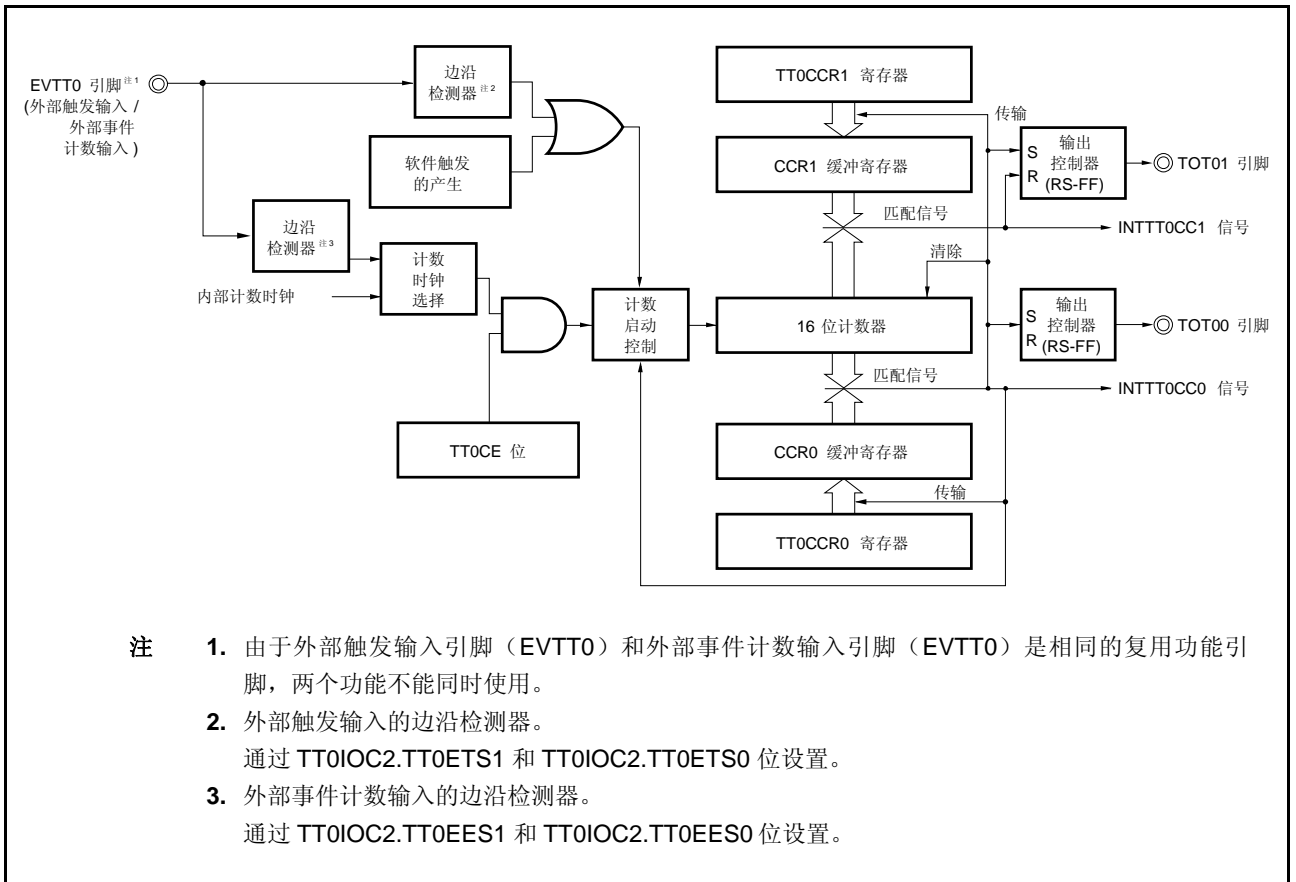 EVTT0 引脚注1
(外部触发输入 /
外部事件
计数输入 )
边沿
检测器注2
软件触发
的产生
边沿
检测器注3
内部计数时钟
计数
时钟
选择
TT0CE 位
计数
启动
控制
TT0CCR1 寄存器
传输
CCR1 缓冲寄存器
匹配信号
清除
16 位计数器
匹配信号
CCR0 缓冲寄存器
传输
TT0CCR0 寄存器
S
R
输出
控制器
(RS-FF)
TOT01 引脚
INTTT0CC1 信号
S
R
输出
控制器
(RS-FF)
TOT00 引脚
INTTT0CC0 信号
注 1. 由于外部触发输入引脚（EVTT0）和外部事件计数输入引脚（EVTT0）是相同的复用功能引
脚，两个功能不能同时使用。
2. 外部触发输入的边沿检测器。
通过 TT0IOC2.TT0ETS1 和 TT0IOC2.TT0ETS0 位设置。
3. 外部事件计数输入的边沿检测器。
通过 TT0IOC2.TT0EES1 和 TT0IOC2.TT0EES0 位设置。